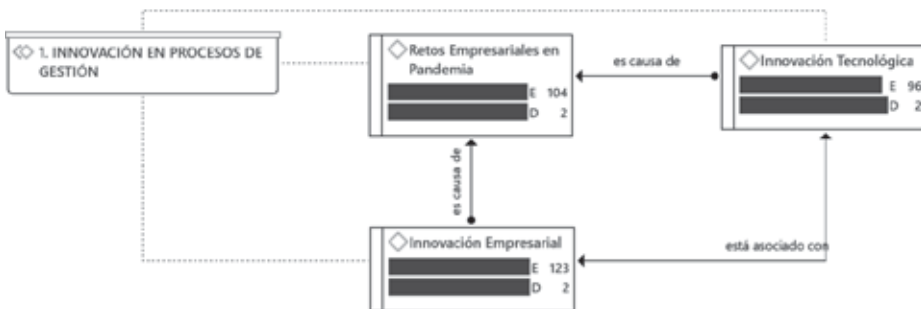 1. INNOVACIÓN EN PROCESOS DE
GESTIÓN
Retos Empresariales en
Pandemia
E 104
D 2
es causa de
Innovación Tecnológica
E 96
D 2
es causa de
Innovación Empresarial
E 123
D 2
está asociado con